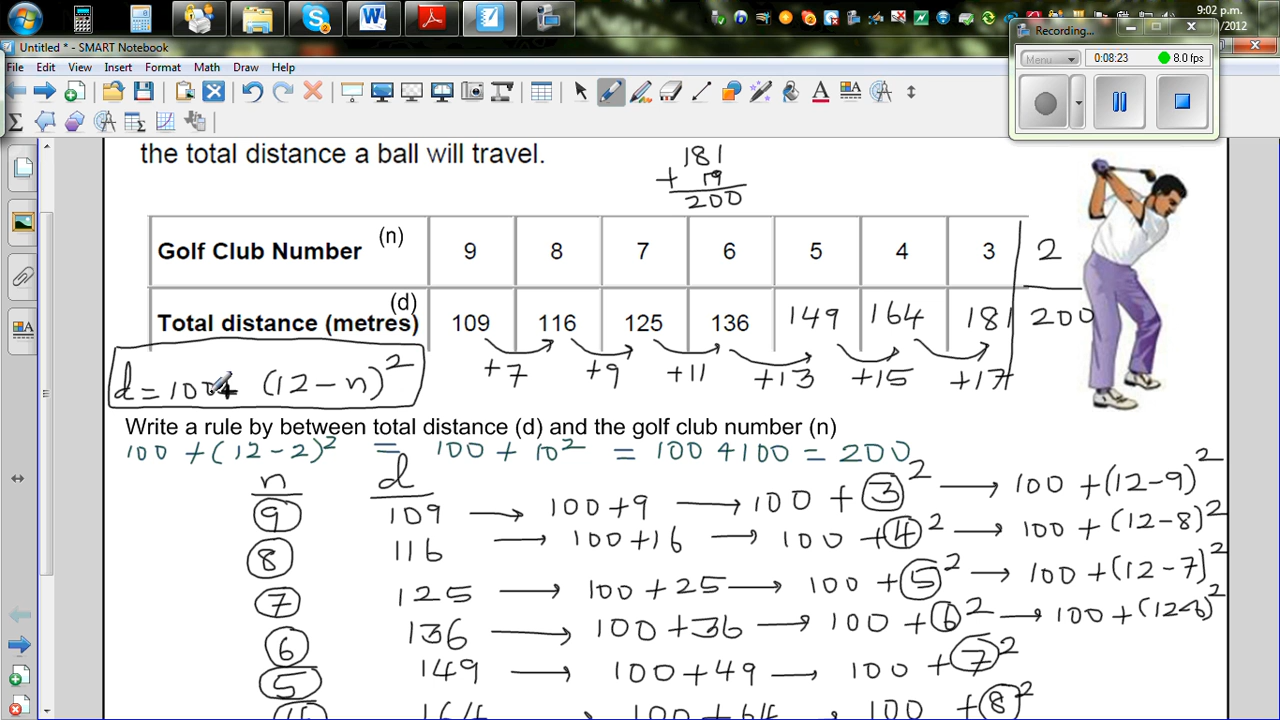 9:02 p.m.
/2012
Recording...
Untitled * - SMART Notebook
File Edit View Insert Format Math Draw Help
Menu 0:08:23 8.0 fps
the total distance a ball will travel.
181
+ 19
200
Golf Club Number (n) 9 8 7 6 5 4 3 2
Total distance (metres) (d) 109 116 125 136 149 164 181 200
+7 +9 +11 +13 +15 +17
d = 100+ (12-n)²
Write a rule by between total distance (d) and the golf club number (n)
100 + (12-2)² = 100 + 10² = 100 + 100 = 200
n d
9 109 → 100+9 → 100 + 3² → 100 + (12-9)²
8 116 → 100+16 → 100 + 4² → 100 + (12-8)²
7 125 → 100+25 → 100 + 5² → 100 + (12-7)²
6 136 → 100+36 → 100 + 6² → 100 + (12-6)²
5 149 → 100+49 → 100 + 7²
164 → 100+64 → 100 + 8²